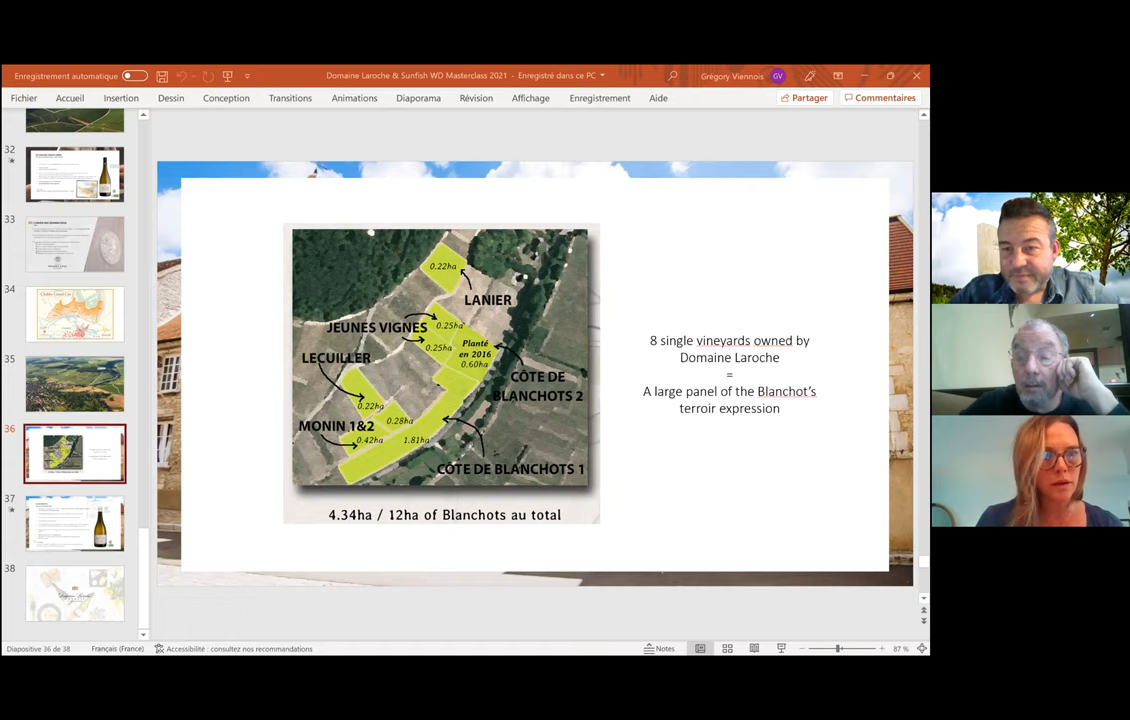 Enregistrement automatique
Domaine Laroche & Sunfish WD Masterclass 2021 - Enregistré dans ce PC
Grégory Viennois
GV
Fichier
Accueil
Insertion
Dessin
Conception
Transitions
Animations
Diaporama
Révision
Affichage
Enregistrement
Aide
Partager
Commentaires
32
33
34
35
36
37
38
0.22ha
LANIER
JEUNES VIGNES
0.25ha
0.25ha
Planté
en 2016
0.60ha
LECUILLER
CÔTE DE
BLANCHOTS 2
0.22ha
0.28ha
MONIN 1&2
0.42ha
1.81ha
CÔTE DE BLANCHOTS 1
4.34ha / 12ha of Blanchots au total
8 single vineyards owned by
Domaine Laroche
=
A large panel of the Blanchot's
terroir expression
Diapositive 36 de 38
Français (France)
Accessibilité : consultez nos recommandations
Notes
87 %